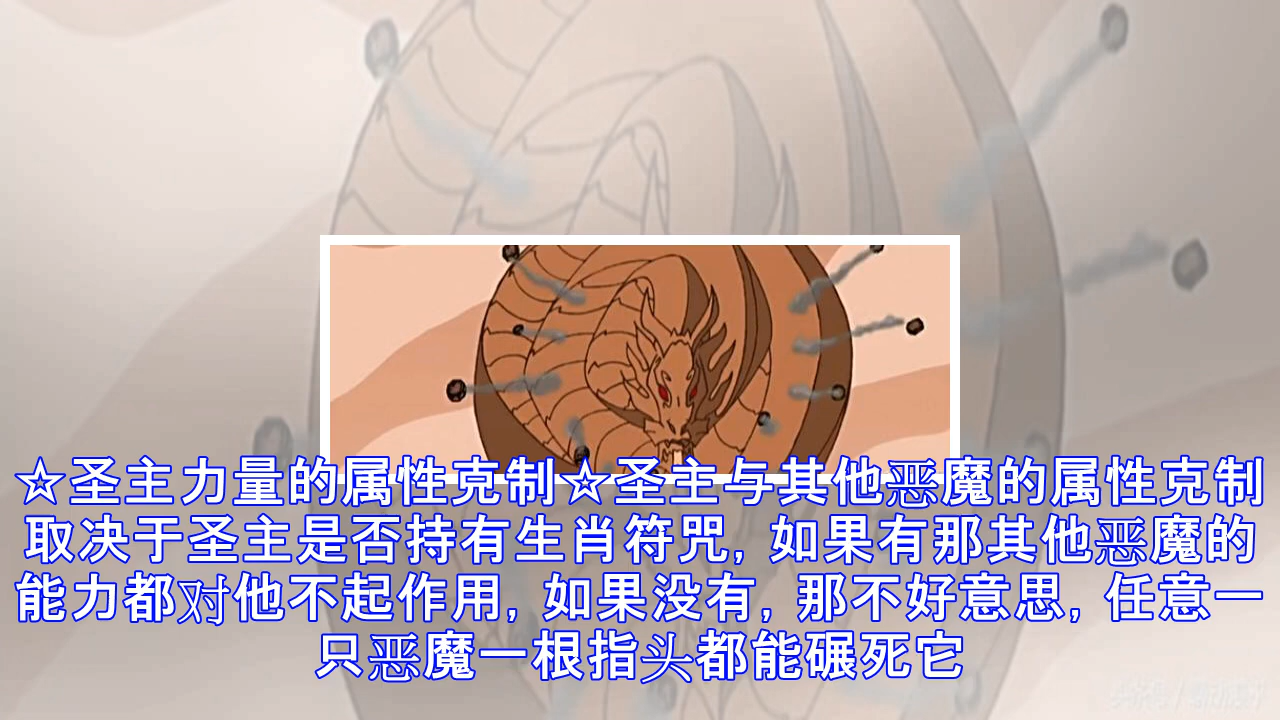 ☆圣主力量的属性克制☆圣主与其他恶魔的属性克制
取决于圣主是否持有生肖符咒, 如果有那其他恶魔的
能力都对他不起作用, 如果没有, 那不好意思, 任意一
只恶魔一根指头都能碾死它